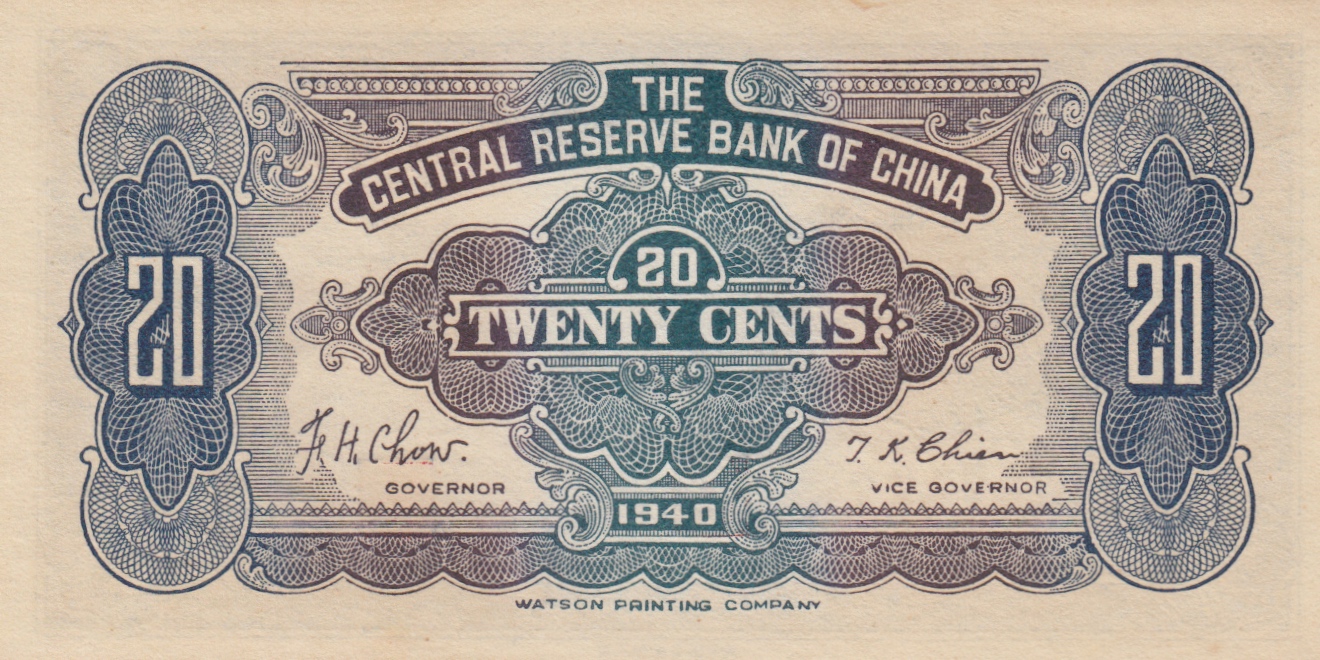 THE
CENTRAL RESERVE BANK OF CHINA
20
20
20
TWENTY CENTS
F. H. Chow.
T. K. Chien
GOVERNOR
VICE GOVERNOR
1940
WATSON PRINTING COMPANY